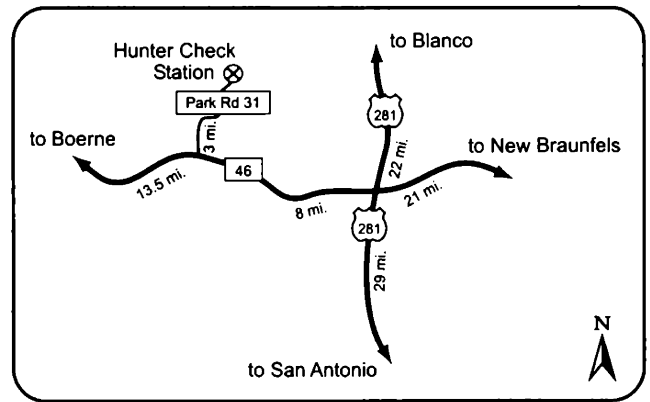 Hunter Check
Station
to Blanco
Park Rd 31
281
to Boerne
3 mi.
to New Braunfels
46
22 mi.
13.5 mi.
8 mi.
21 mi.
281
29 mi.
N
to San Antonio